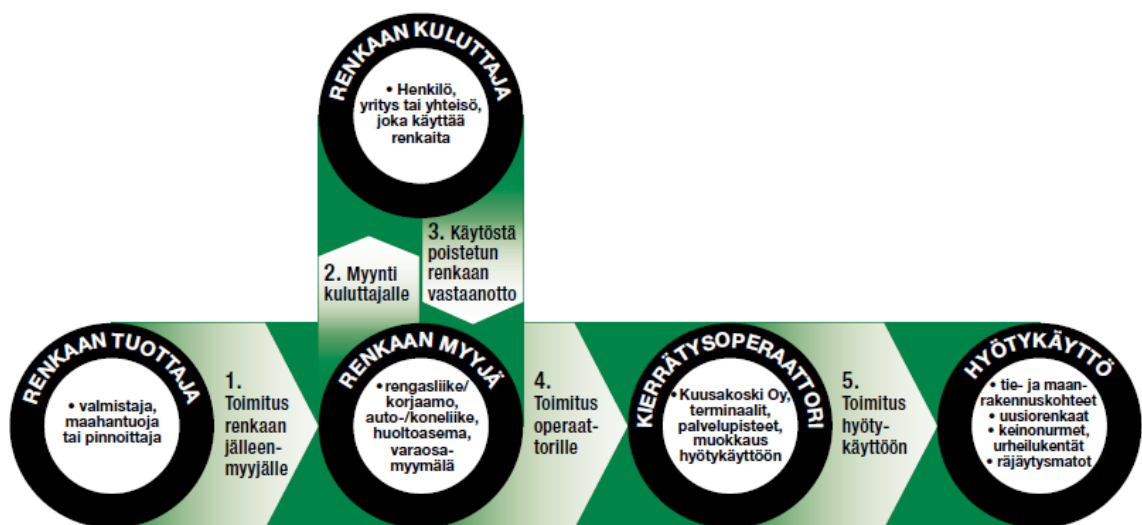 RENKAAN KULUTTAJA
• Henkilö,
yritys tai yhteisö,
joka käyttää
renkaita
2. Myynti
kuluttajalle
3. Käytöstä
poistetun
renkaan
vastaanotto
RENKAAN TUOTTAJA
• valmistaja,
maahantuoja
tai pinnoittaja
1.
Toimitus
renkaan
jälleen-
myyjälle
RENKAAN MYYJÄ
• rengasliike/
korjaamo,
auto-/koneliike,
huoltoasema,
varaosa-
myymälä
4.
Toimitus
operaat-
torille
KIERRÄTYSOPERAATTORI
• Kuusakoski Oy,
terminaalit,
palvelupisteet,
muokkaus
hyötykäyttöön
5.
Toimitus
hyöty-
käyttöön
HYÖTYKÄYTTÖ
• tie- ja maan-
rakennuskohteet
• uusiorenkaat
• keinonurmet,
urheilukentät
• räjäytysmatot